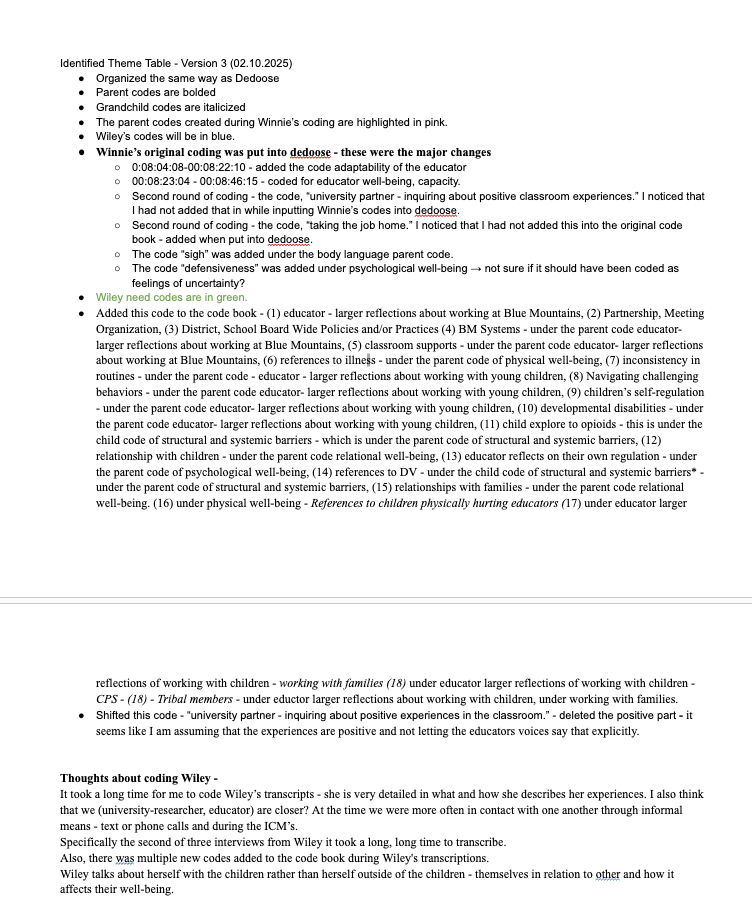 Identified Theme Table - Version 3 (02.10.2025)
● Organized the same way as Dedoose
● Parent codes are bolded
● Grandchild codes are italicized
● The parent codes created during Winnie's coding are highlighted in pink.
● Wiley's codes will be in blue.
● Winnie's original coding was put into dedoose - these were the major changes
○ 0:08:04:08-00:08:22:10 - added the code adaptability of the educator
○ 00:08:23:04 - 00:08:46:15 - coded for educator well-being, capacity.
○ Second round of coding - the code, “university partner - inquiring about positive classroom experiences.” I noticed that
I had not added that in while inputting Winnie's codes into dedoose.
○ Second round of coding - the code, “taking the job home.” I noticed that I had not added this into the original code
book - added when put into dedoose.
○ The code “sigh” was added under the body language parent code.
○ The code “defensiveness” was added under psychological well-being → not sure if it should have been coded as
feelings of uncertainty?
● Wiley need codes are in green.
● Added this code to the code book - (1) educator - larger reflections about working at Blue Mountains, (2) Partnership, Meeting
Organization, (3) District, School Board Wide Policies and/or Practices (4) BM Systems - under the parent code educator-
larger reflections about working at Blue Mountains, (5) classroom supports - under the parent code educator- larger reflections
about working at Blue Mountains, (6) references to illness - under the parent code of physical well-being, (7) inconsistency in
routines - under the parent code - educator - larger reflections about working with young children, (8) Navigating challenging
behaviors - under the parent code educator- larger reflections about working with young children, (9) children's self-regulation
- under the parent code educator- larger reflections about working with young children, (10) developmental disabilities - under
the parent code educator- larger reflections about working with young children, (11) child explore to opioids - this is under the
child code of structural and systemic barriers - which is under the parent code of structural and systemic barriers, (12)
relationship with children - under the parent code relational well-being, (13) educator reflects on their own regulation - under
the parent code of psychological well-being, (14) references to DV - under the child code of structural and systemic barriers* -
under the parent code of structural and systemic barriers, (15) relationships with families - under the parent code relational
well-being. (16) under physical well-being - References to children physically hurting educators (17) under educator larger
reflections of working with children - working with families (18) under educator larger reflections of working with children -
CPS - (18) - Tribal members - under eductor larger reflections about working with children, under working with families.
● Shifted this code - “university partner - inquiring about positive experiences in the classroom.” - deleted the positive part - it
seems like I am assuming that the experiences are positive and not letting the educators voices say that explicitly.
Thoughts about coding Wiley -
It took a long time for me to code Wiley's transcripts - she is very detailed in what and how she describes her experiences. I also think
that we (university-researcher, educator) are closer? At the time we were more often in contact with one another through informal
means - text or phone calls and during the ICM's.
Specifically the second of three interviews from Wiley it took a long, long time to transcribe.
Also, there was multiple new codes added to the code book during Wiley's transcriptions.
Wiley talks about herself with the children rather than herself outside of the children - themselves in relation to other and how it
affects their well-being.